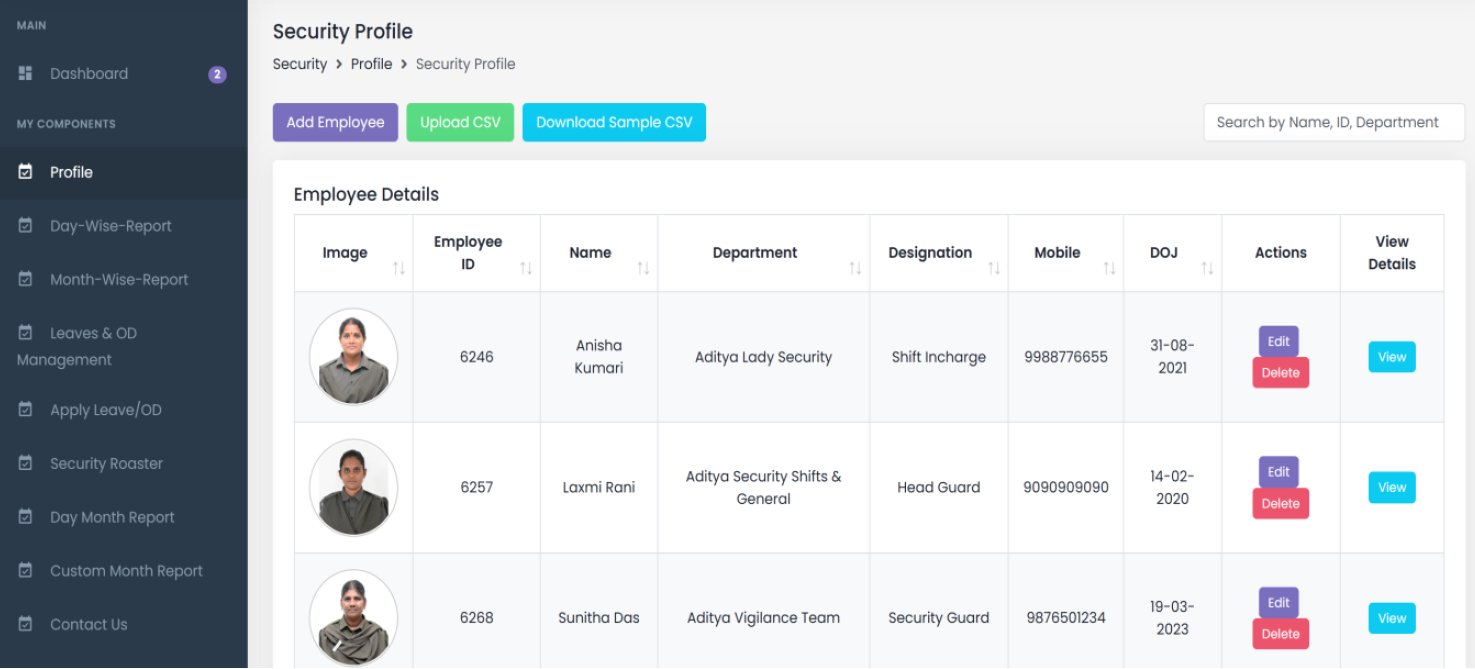 MAIN
Dashboard 2
MY COMPONENTS
Profile
Day-Wise-Report
Month-Wise-Report
Leaves & OD
Management
Apply Leave/OD
Security Roaster
Day Month Report
Custom Month Report
Contact Us
Security Profile
Security > Profile > Security Profile
Add Employee Upload CSV Download Sample CSV Search by Name, ID, Department
Employee Details
Image Employee ID Name Department Designation Mobile DOJ Actions View Details
6246 Anisha Kumari Aditya Lady Security Shift Incharge 9988776655 31-08-2021 Edit Delete View
6257 Laxmi Rani Aditya Security Shifts & General Head Guard 9090909090 14-02-2020 Edit Delete View
6268 Sunitha Das Aditya Vigilance Team Security Guard 9876501234 19-03-2023 Edit Delete View